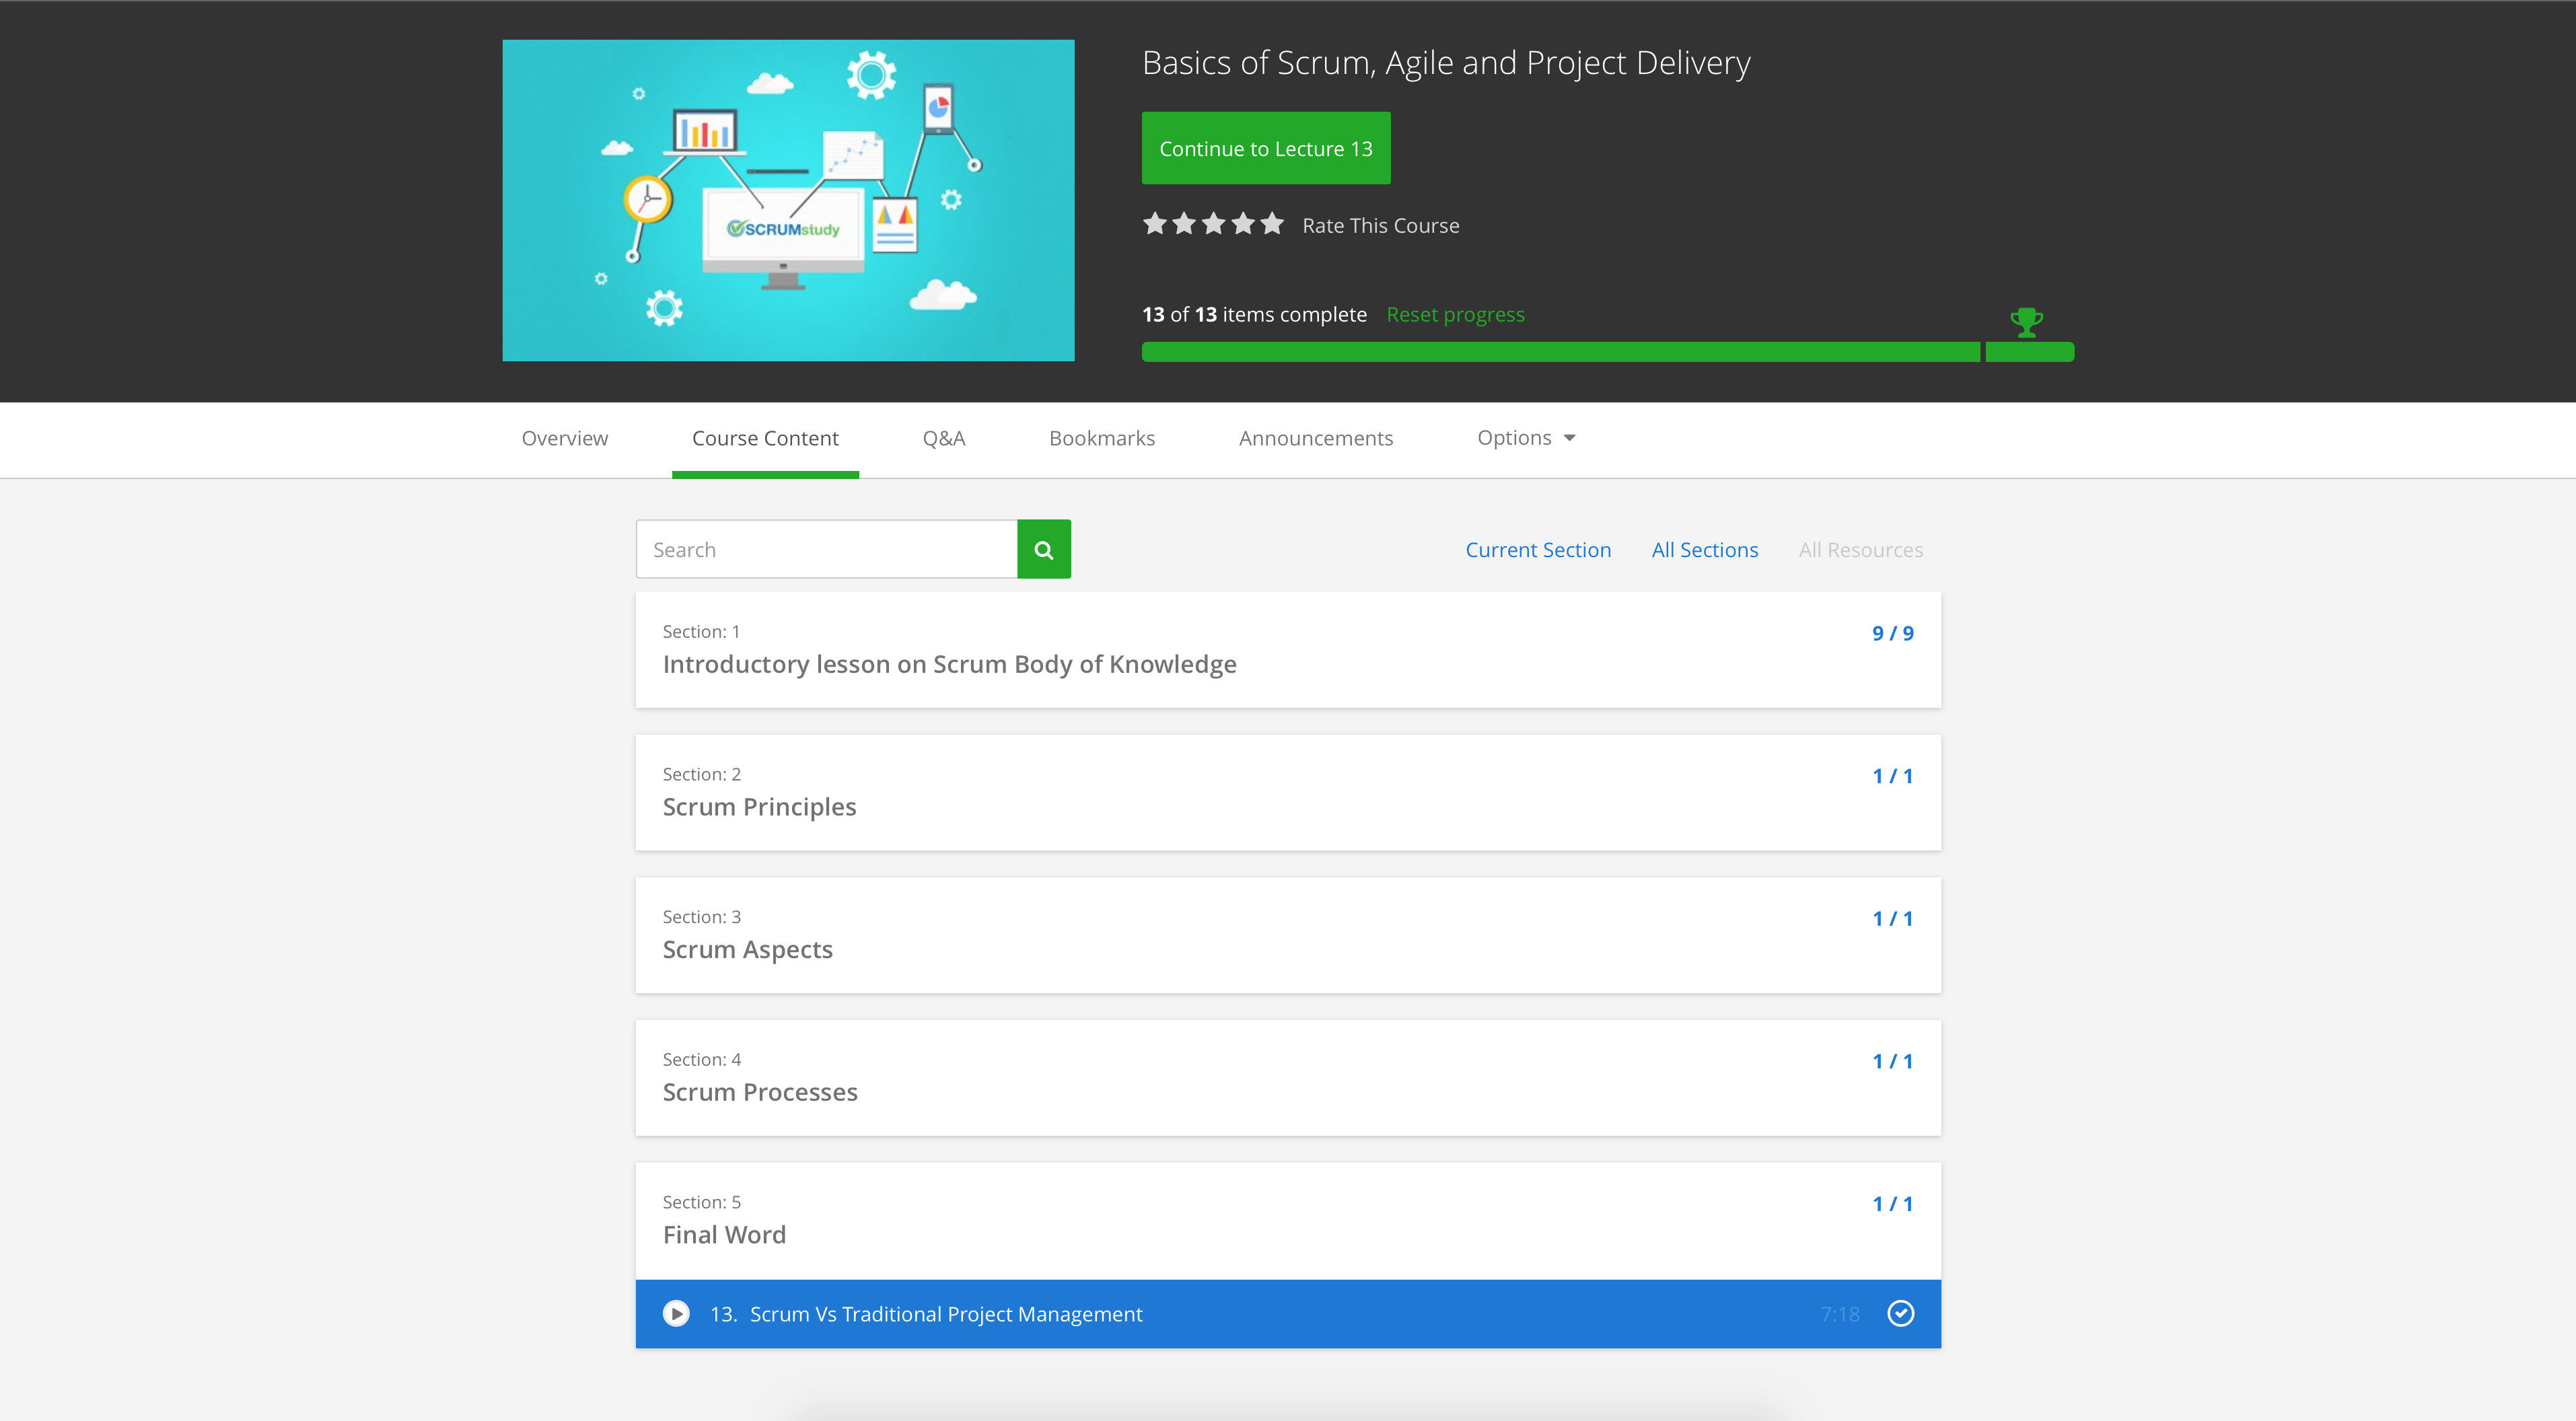 SCRUMstudy
Basics of Scrum, Agile and Project Delivery
Continue to Lecture 13
Rate This Course
13 of 13 items complete Reset progress
Overview Course Content Q&A Bookmarks Announcements Options
Search Current Section All Sections All Resources
Section: 1 9 / 9
Introductory lesson on Scrum Body of Knowledge
Section: 2 1 / 1
Scrum Principles
Section: 3 1 / 1
Scrum Aspects
Section: 4 1 / 1
Scrum Processes
Section: 5 1 / 1
Final Word
13. Scrum Vs Traditional Project Management 7:18